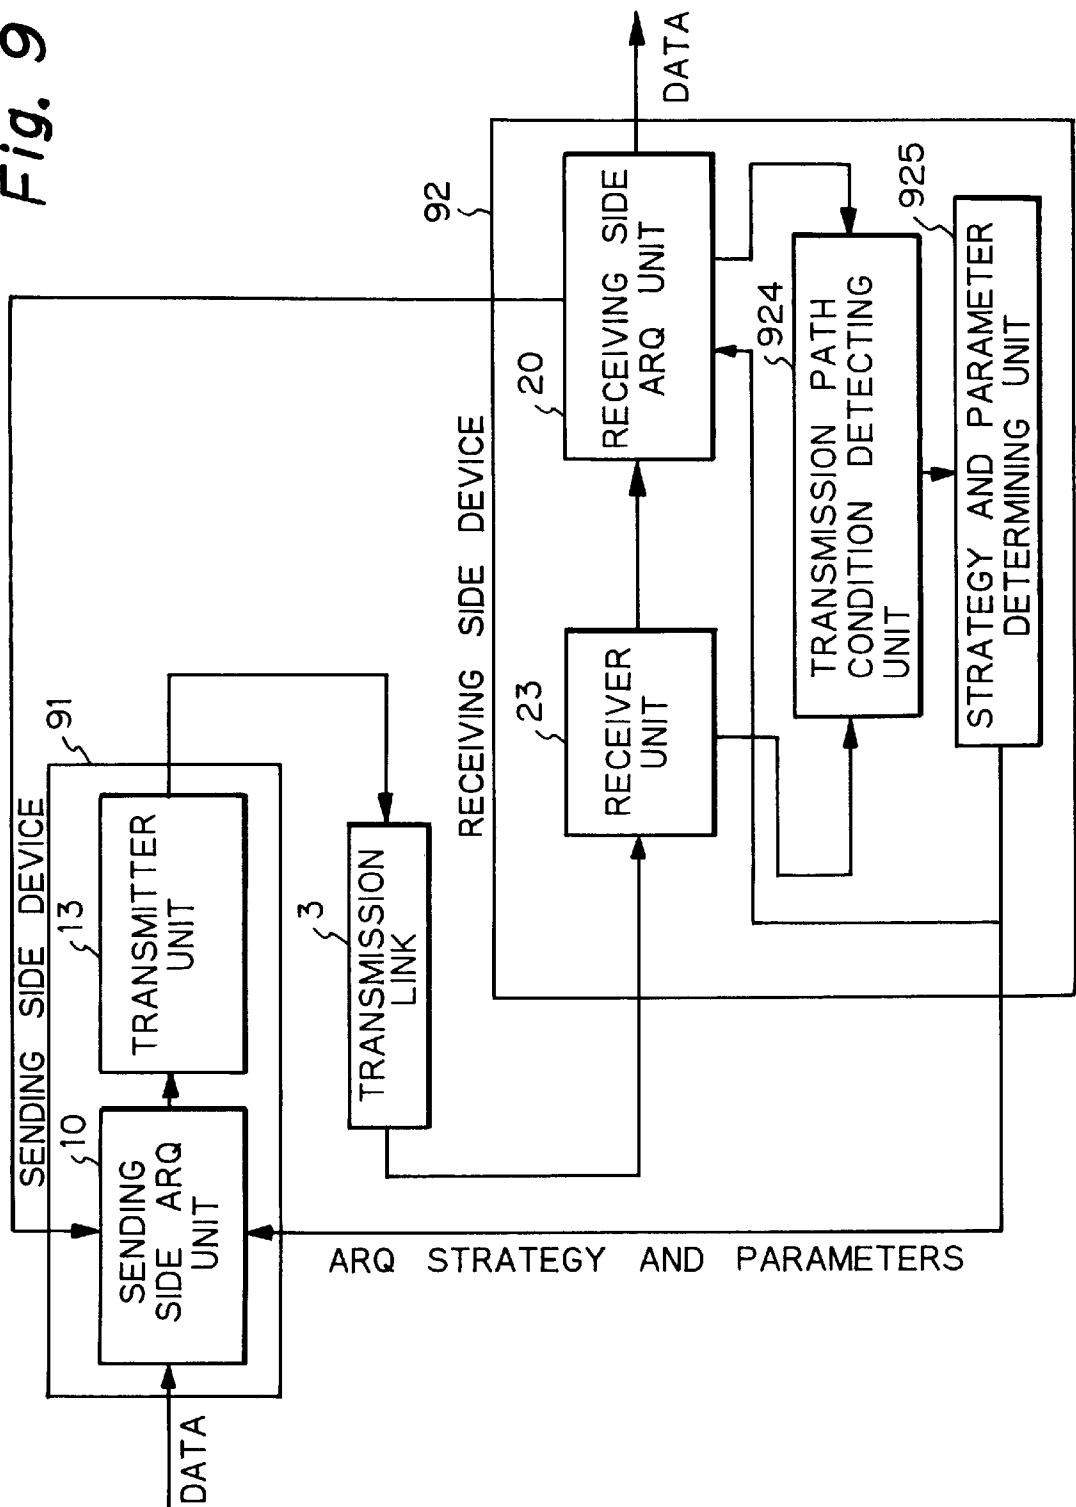 Fig. 9
SENDING SIDE DEVICE
91
DATA
10
SENDING
SIDE ARQ
UNIT
13
TRANSMITTER
UNIT
3
TRANSMISSION
LINK
ARQ STRATEGY AND PARAMETERS
RECEIVING SIDE DEVICE
92
23
RECEIVER
UNIT
20
RECEIVING SIDE
ARQ UNIT
DATA
924
TRANSMISSION PATH
CONDITION DETECTING
UNIT
925
STRATEGY AND PARAMETER
DETERMINING UNIT